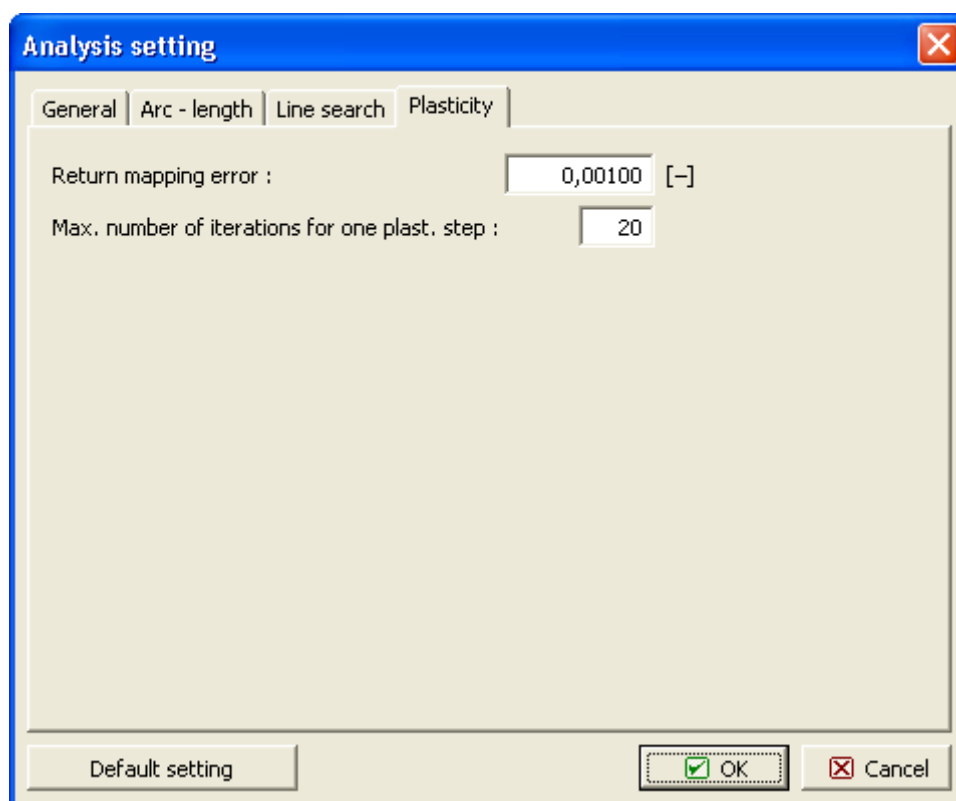 Analysis setting
General Arc - length Line search Plasticity
Return mapping error : 0,00100 [–]
Max. number of iterations for one plast. step : 20
Default setting OK Cancel